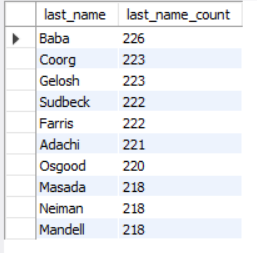 last_name last_name_count
Baba 226
Coorg 223
Gelosh 223
Sudbeck 222
Farris 222
Adachi 221
Osgood 220
Masada 218
Neiman 218
Mandell 218